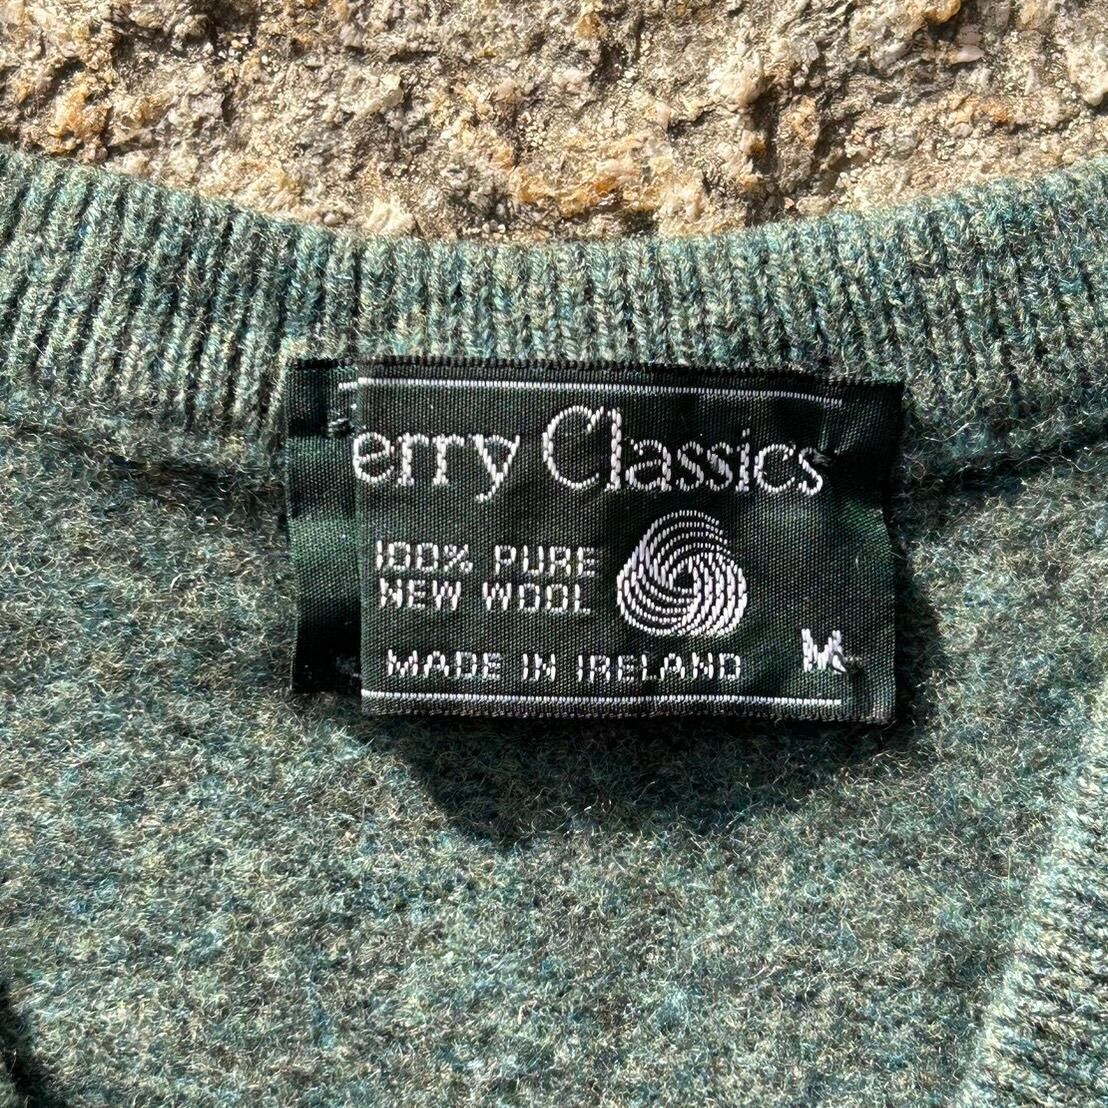 erry Classics
100% PURE
NEW WOOL
MADE IN IRELAND
M